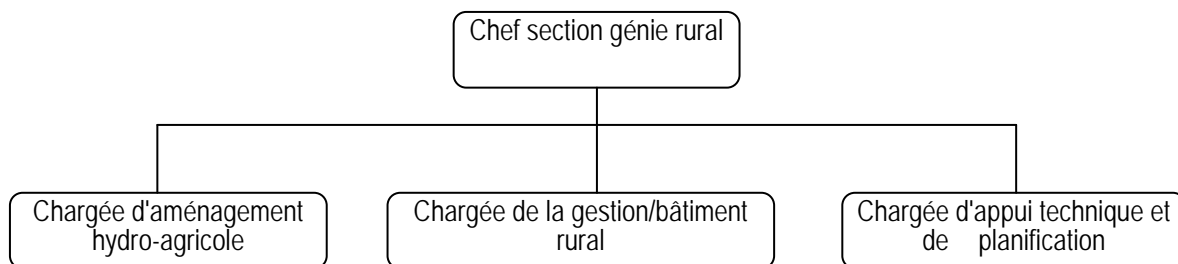 Chef section génie rural
Chargée d'aménagement
hydro-agricole
Chargée de la gestion/bâtiment
rural
Chargée d'appui technique et
de planification